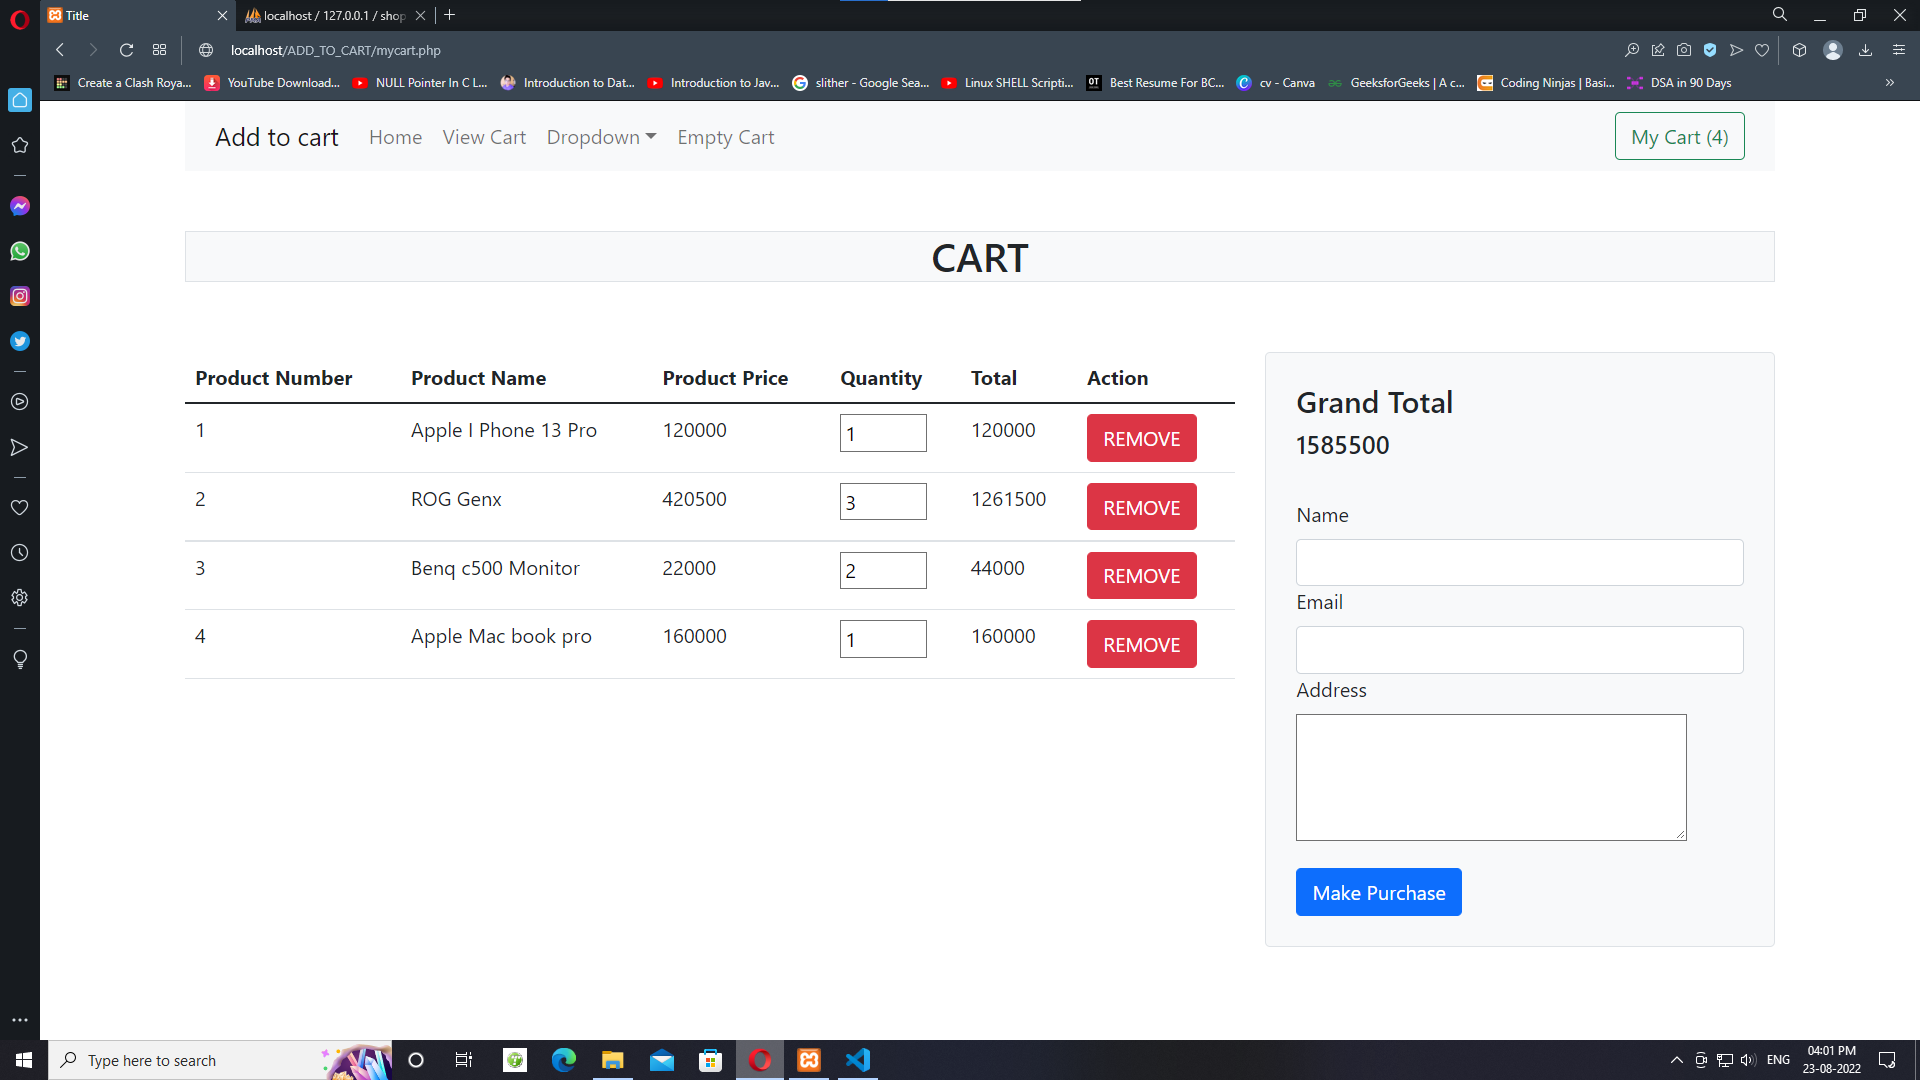 Title
localhost / 127.0.0.1 / shop
localhost/ADD_TO_CART/mycart.php
Create a Clash Roya...
YouTube Download...
NULL Pointer In C L...
Introduction to Dat...
Introduction to Jav...
slither - Google Sea...
Linux SHELL Scripti...
OT
Best Resume For BC...
cv - Canva
GeeksforGeeks | A c...
Coding Ninjas | Basi...
DSA in 90 Days
Add to cart Home View Cart Dropdown Empty Cart My Cart (4)
CART
Product Number Product Name Product Price Quantity Total Action
1 Apple I Phone 13 Pro 120000 1 120000 REMOVE
2 ROG Genx 420500 3 1261500 REMOVE
3 Benq c500 Monitor 22000 2 44000 REMOVE
4 Apple Mac book pro 160000 1 160000 REMOVE
Grand Total
1585500
Name
Email
Address
Make Purchase
Type here to search
ENG
04:01 PM
23-08-2022